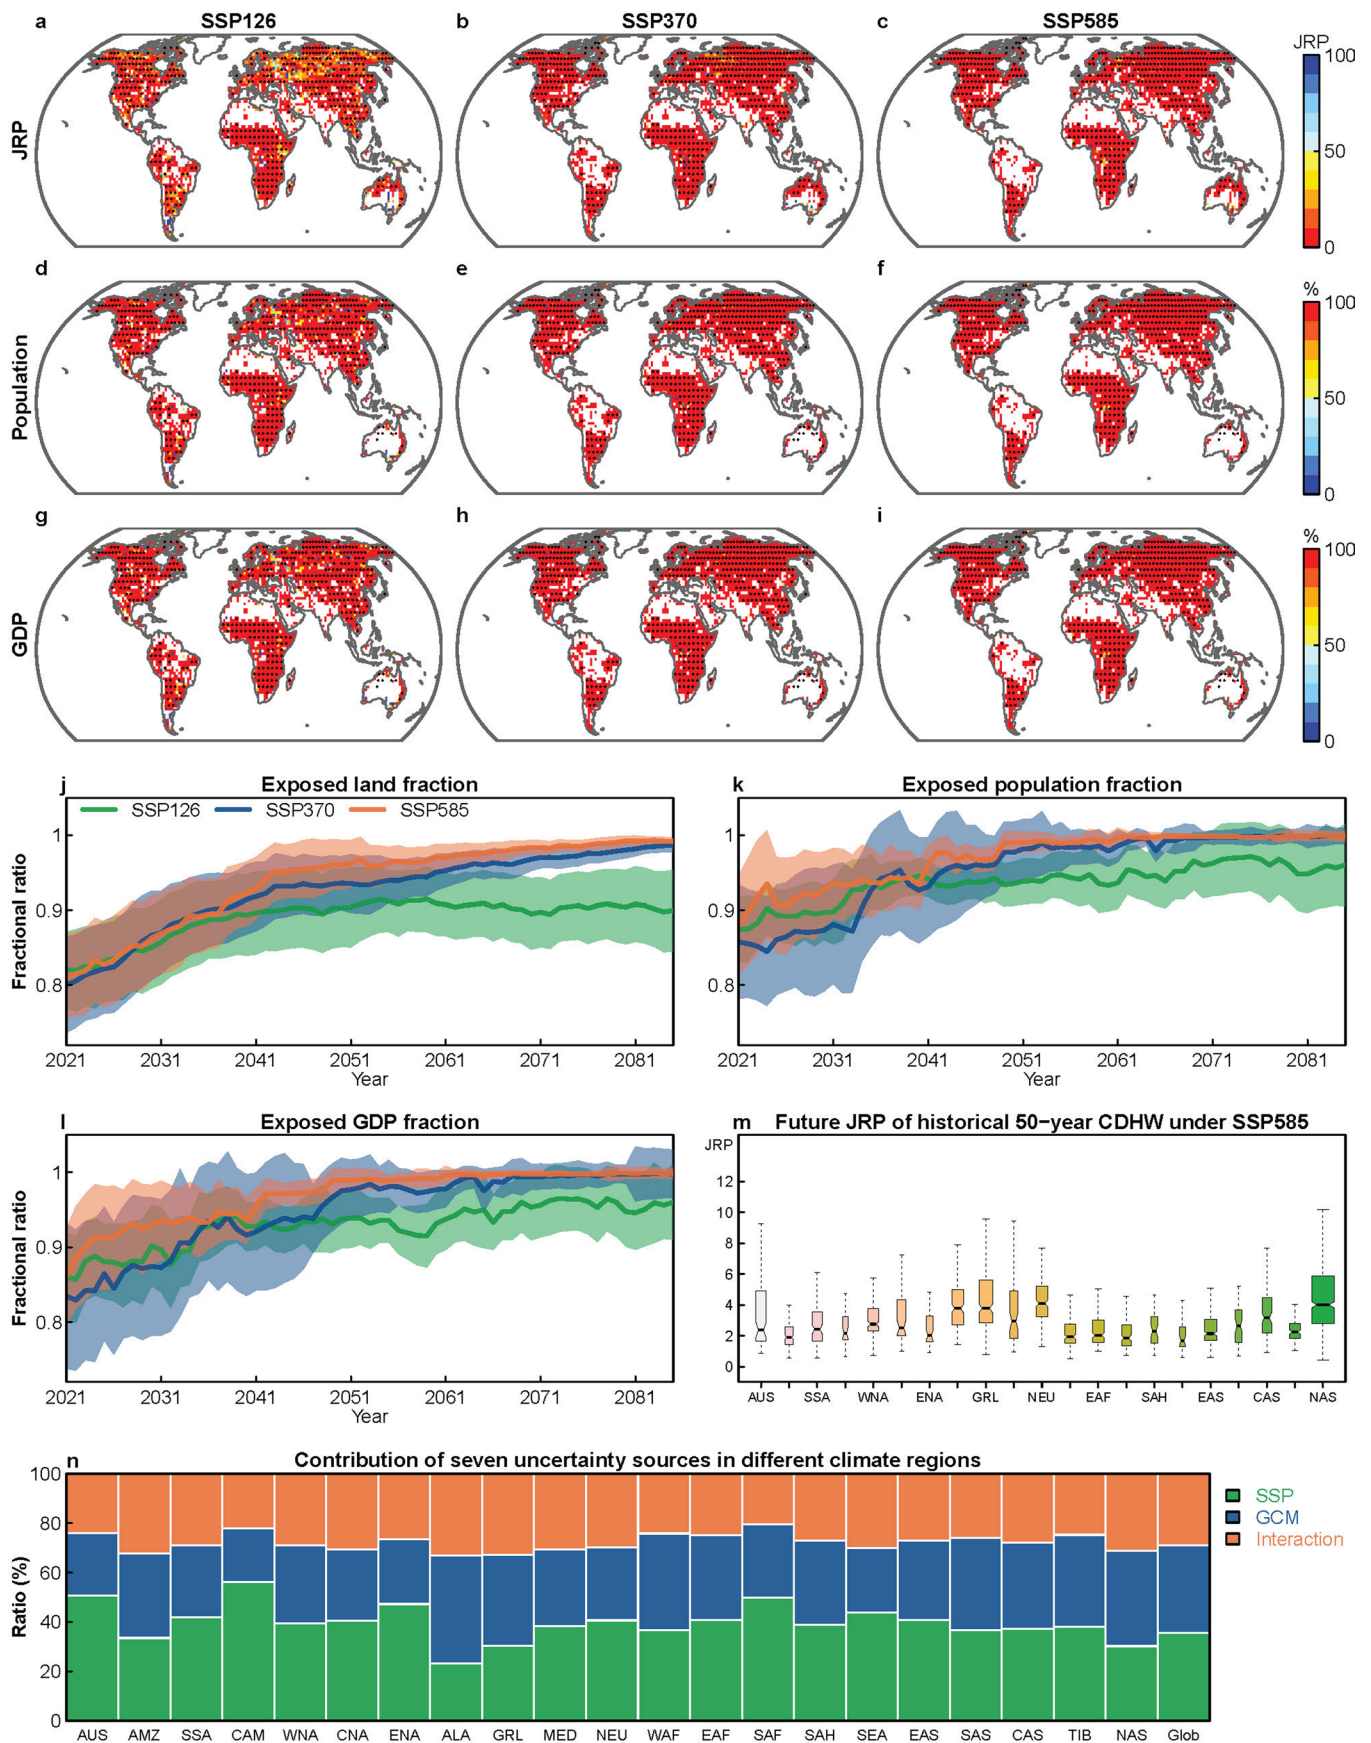 a SSP126 b SSP370 c SSP585
JRP
JRP
100
50
0
d e f
Population
%
100
50
0
g h i
GDP
%
100
50
0
j Exposed land fraction
SSP126 SSP370 SSP585
Fractional ratio
1
0.9
0.8
2021 2031 2041 2051 2061 2071 2081
Year
k Exposed population fraction
1
0.9
0.8
2021 2031 2041 2051 2061 2071 2081
Year
l Exposed GDP fraction
Fractional ratio
1
0.9
0.8
2021 2031 2041 2051 2061 2071 2081
Year
m Future JRP of historical 50−year CDHW under SSP585
JRP
12
10
8
6
4
2
0
AUS SSA WNA ENA GRL NEU EAF SAH EAS CAS NAS
n Contribution of seven uncertainty sources in different climate regions
Ratio (%)
100
80
60
40
20
0
AUS AMZ SSA CAM WNA CNA ENA ALA GRL MED NEU WAF EAF SAF SAH SEA EAS SAS CAS TIB NAS Glob
SSP
GCM
Interaction